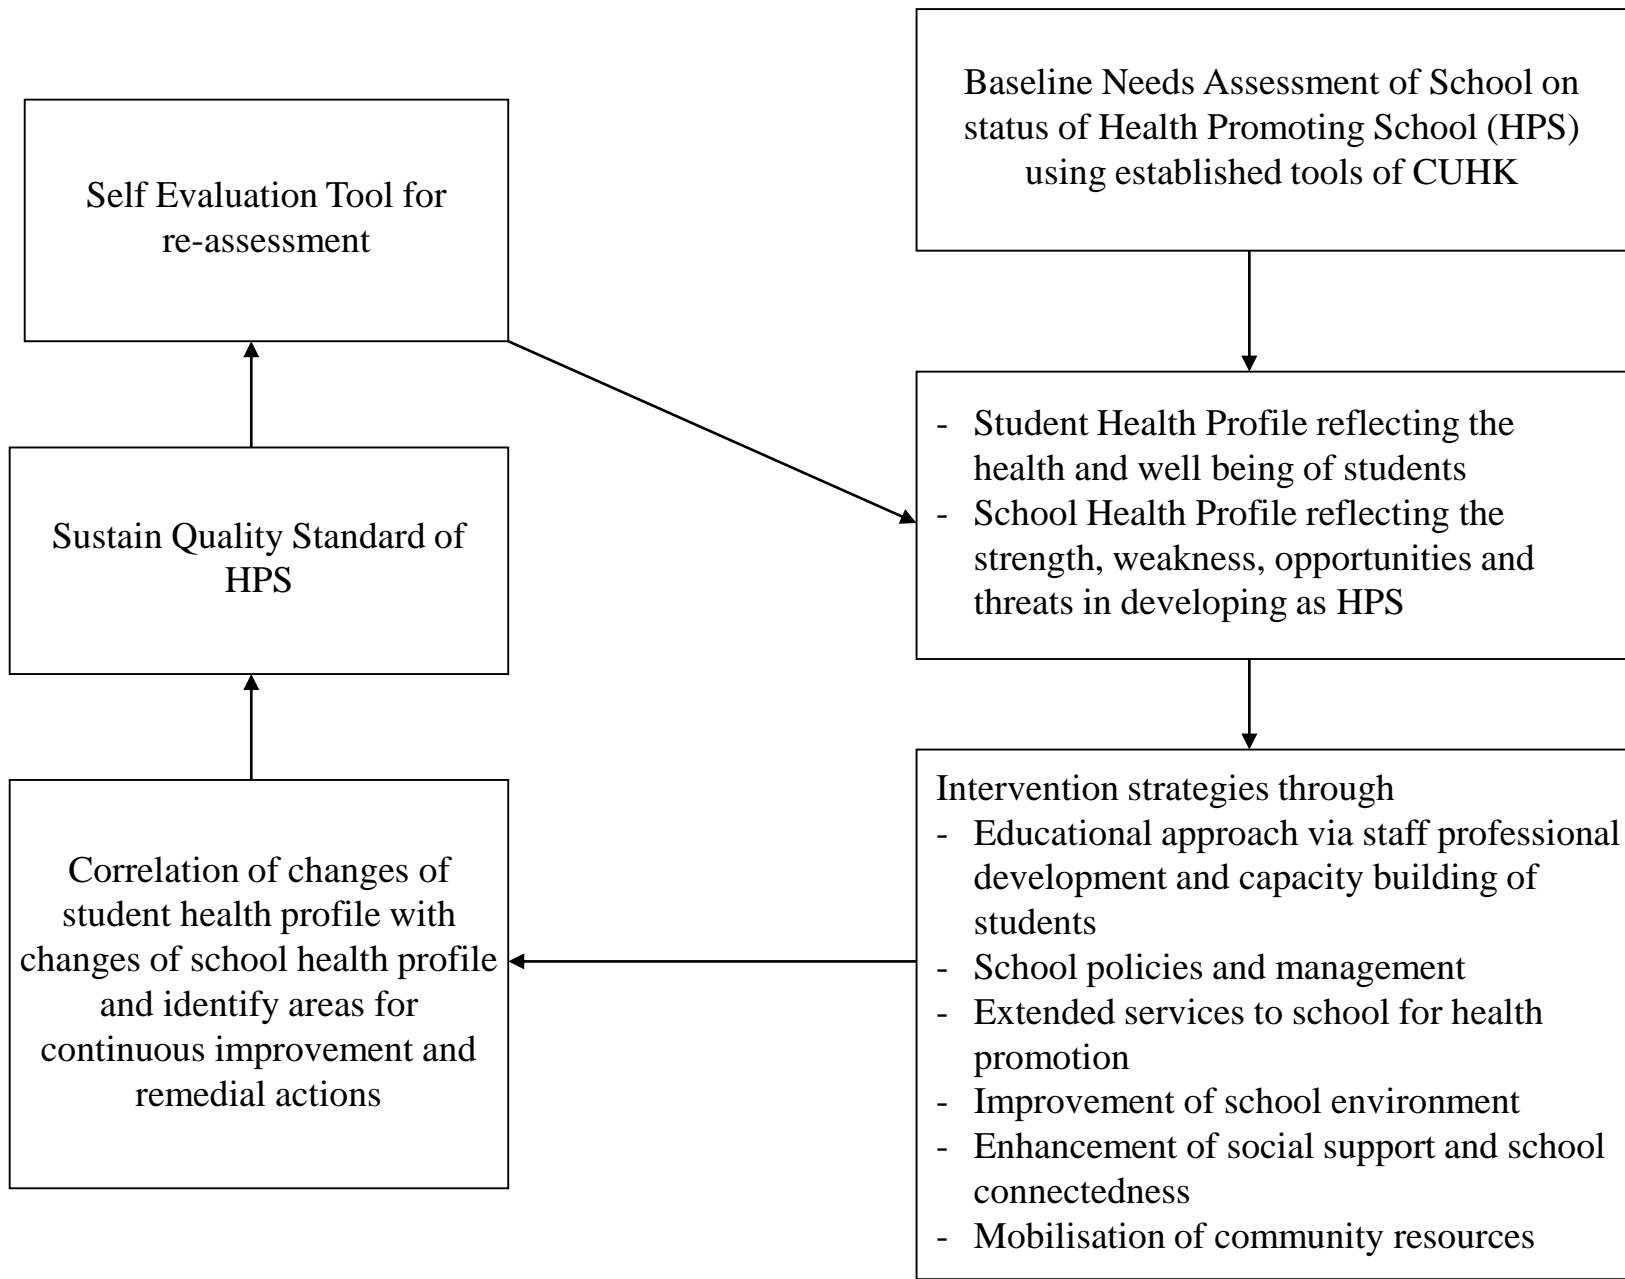 Baseline Needs Assessment of School on
status of Health Promoting School (HPS)
using established tools of CUHK
Self Evaluation Tool for
re-assessment
- Student Health Profile reflecting the
health and well being of students
- School Health Profile reflecting the
strength, weakness, opportunities and
threats in developing as HPS
Sustain Quality Standard of
HPS
Intervention strategies through
- Educational approach via staff professional
development and capacity building of
students
- School policies and management
- Extended services to school for health
promotion
- Improvement of school environment
- Enhancement of social support and school
connectedness
- Mobilisation of community resources
Correlation of changes of
student health profile with
changes of school health profile
and identify areas for
continuous improvement and
remedial actions